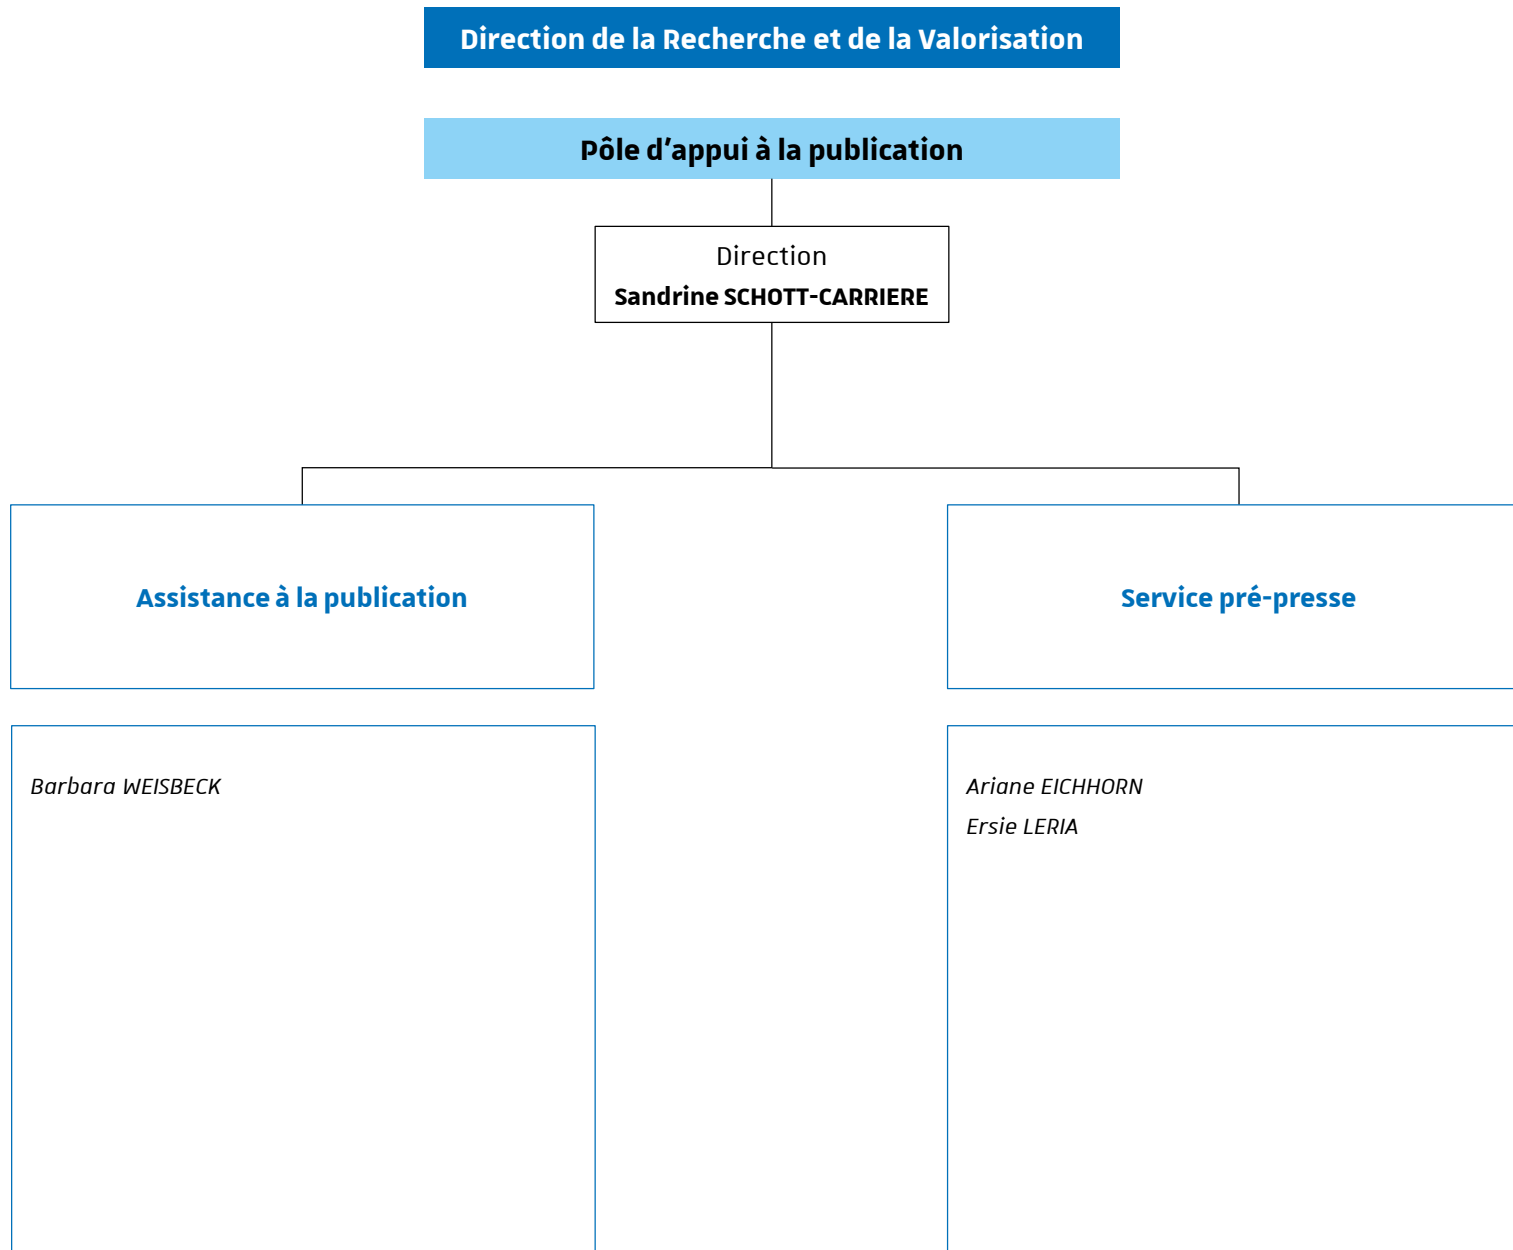 Direction de la Recherche et de la Valorisation
Pôle d’appui à la publication
Direction
Sandrine SCHOTT-CARRIERE
Assistance à la publication
Service pré-presse
Barbara WEISBECK
Ariane EICHHORN
Ersie LERIA